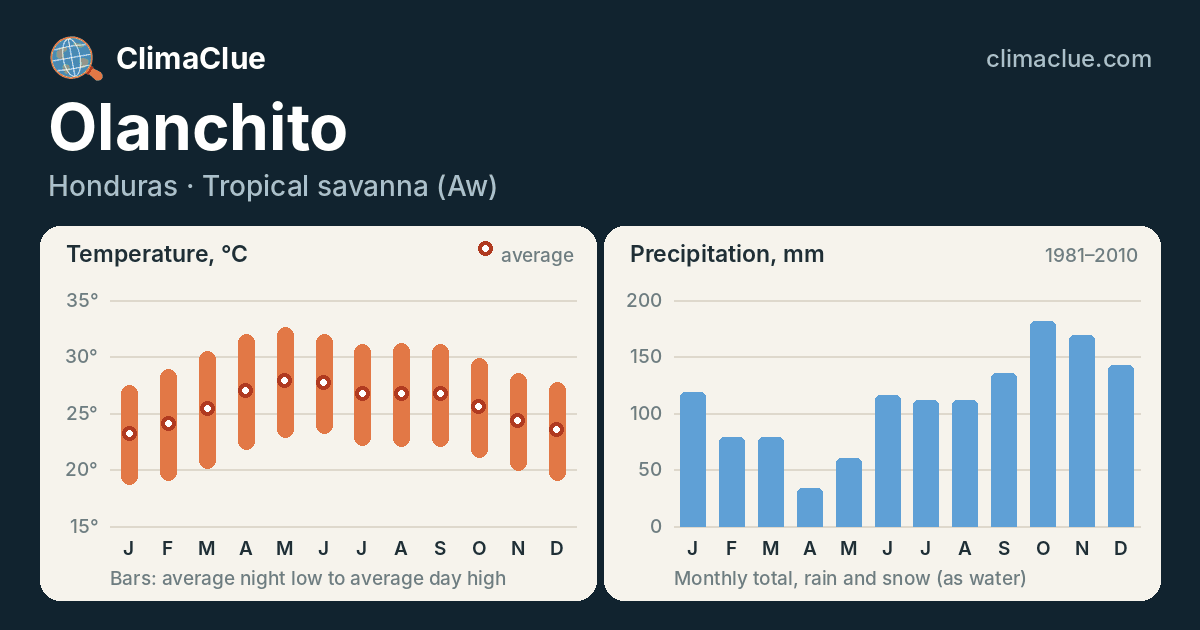 ClimaClue
climaclue.com
Olanchito
Honduras · Tropical savanna (Aw)
Temperature, °C
average
35°
30°
25°
20°
15°
J F M A M J J A S O N D
Bars: average night low to average day high
Precipitation, mm
1981–2010
200
150
100
50
0
J F M A M J J A S O N D
Monthly total, rain and snow (as water)